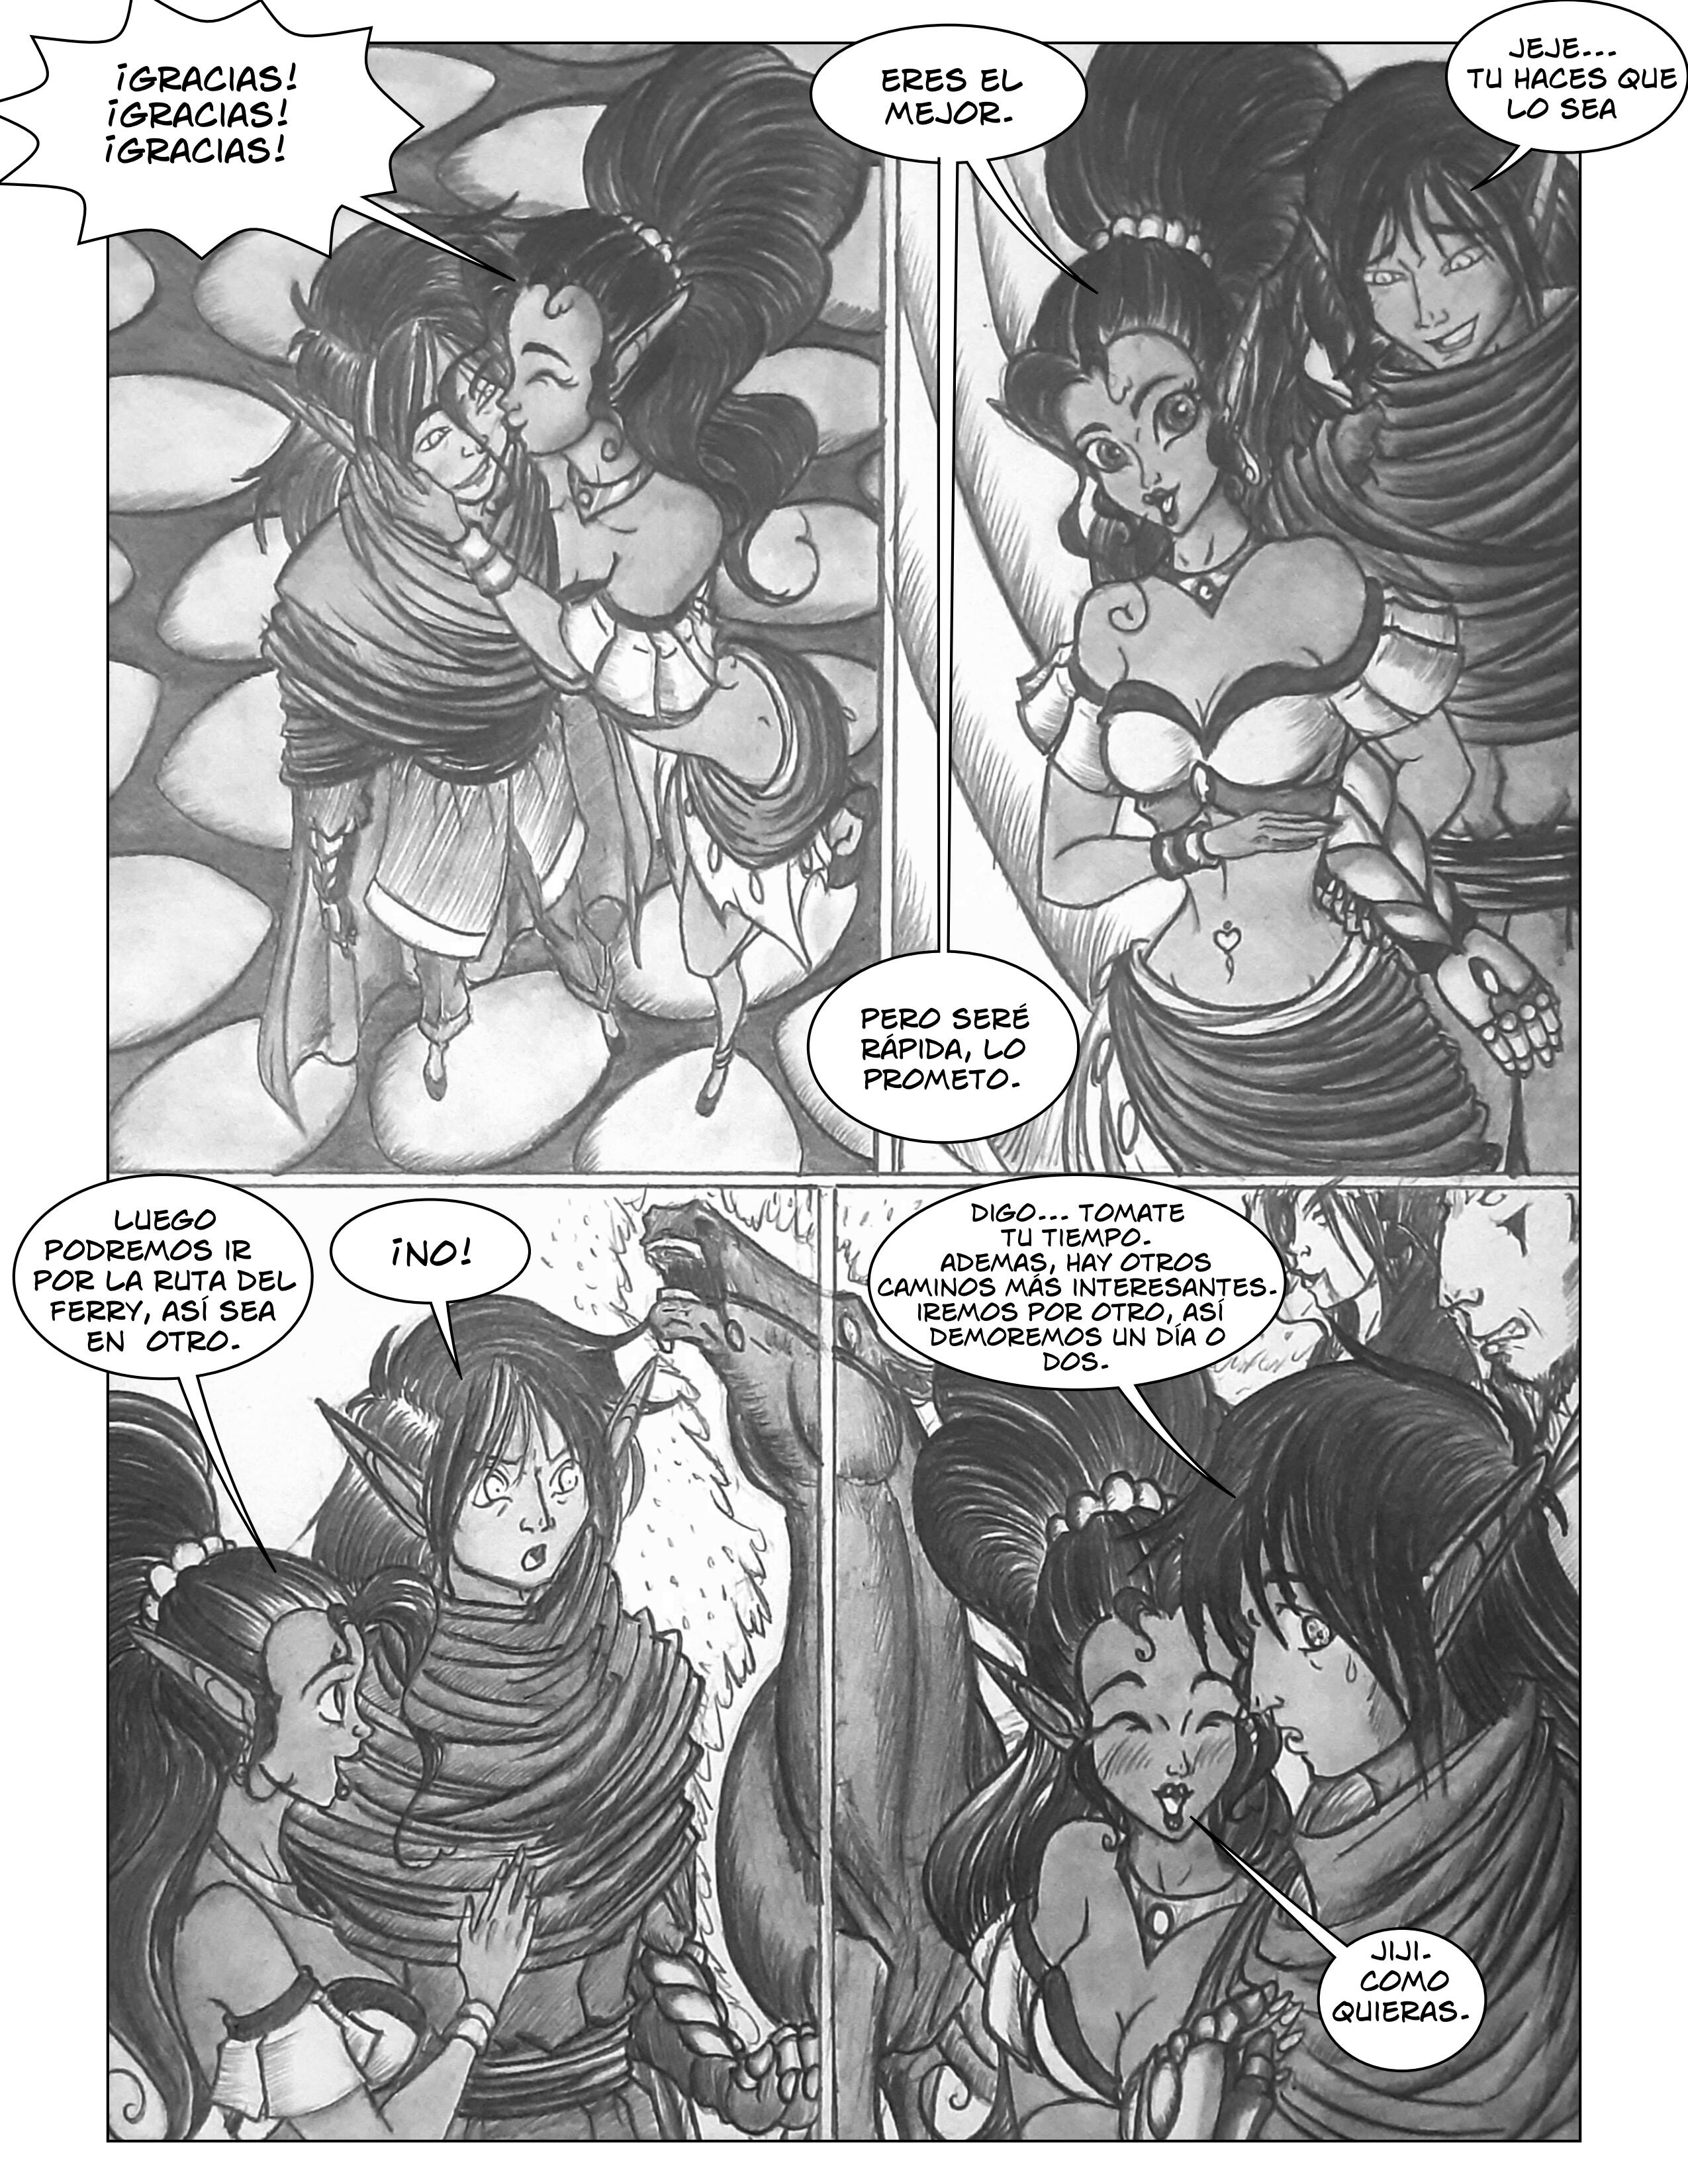 ¡GRACIAS!
¡GRACIAS!
¡GRACIAS!
ERES EL
MEJOR.
JEJE...
TU HACES QUE
LO SEA
PERO SERÉ
RÁPIDA, LO
PROMETO.
LUEGO
PODREMOS IR
POR LA RUTA DEL
FERRY, ASÍ SEA
EN OTRO.
¡NO!
DIGO... TOMATE
TU TIEMPO.
ADEMAS, HAY OTROS
CAMINOS MÁS INTERESANTES.
IREMOS POR OTRO, ASÍ
DEMOREMOS UN DÍA O
DOS.
JIJI.
COMO
QUIERAS.